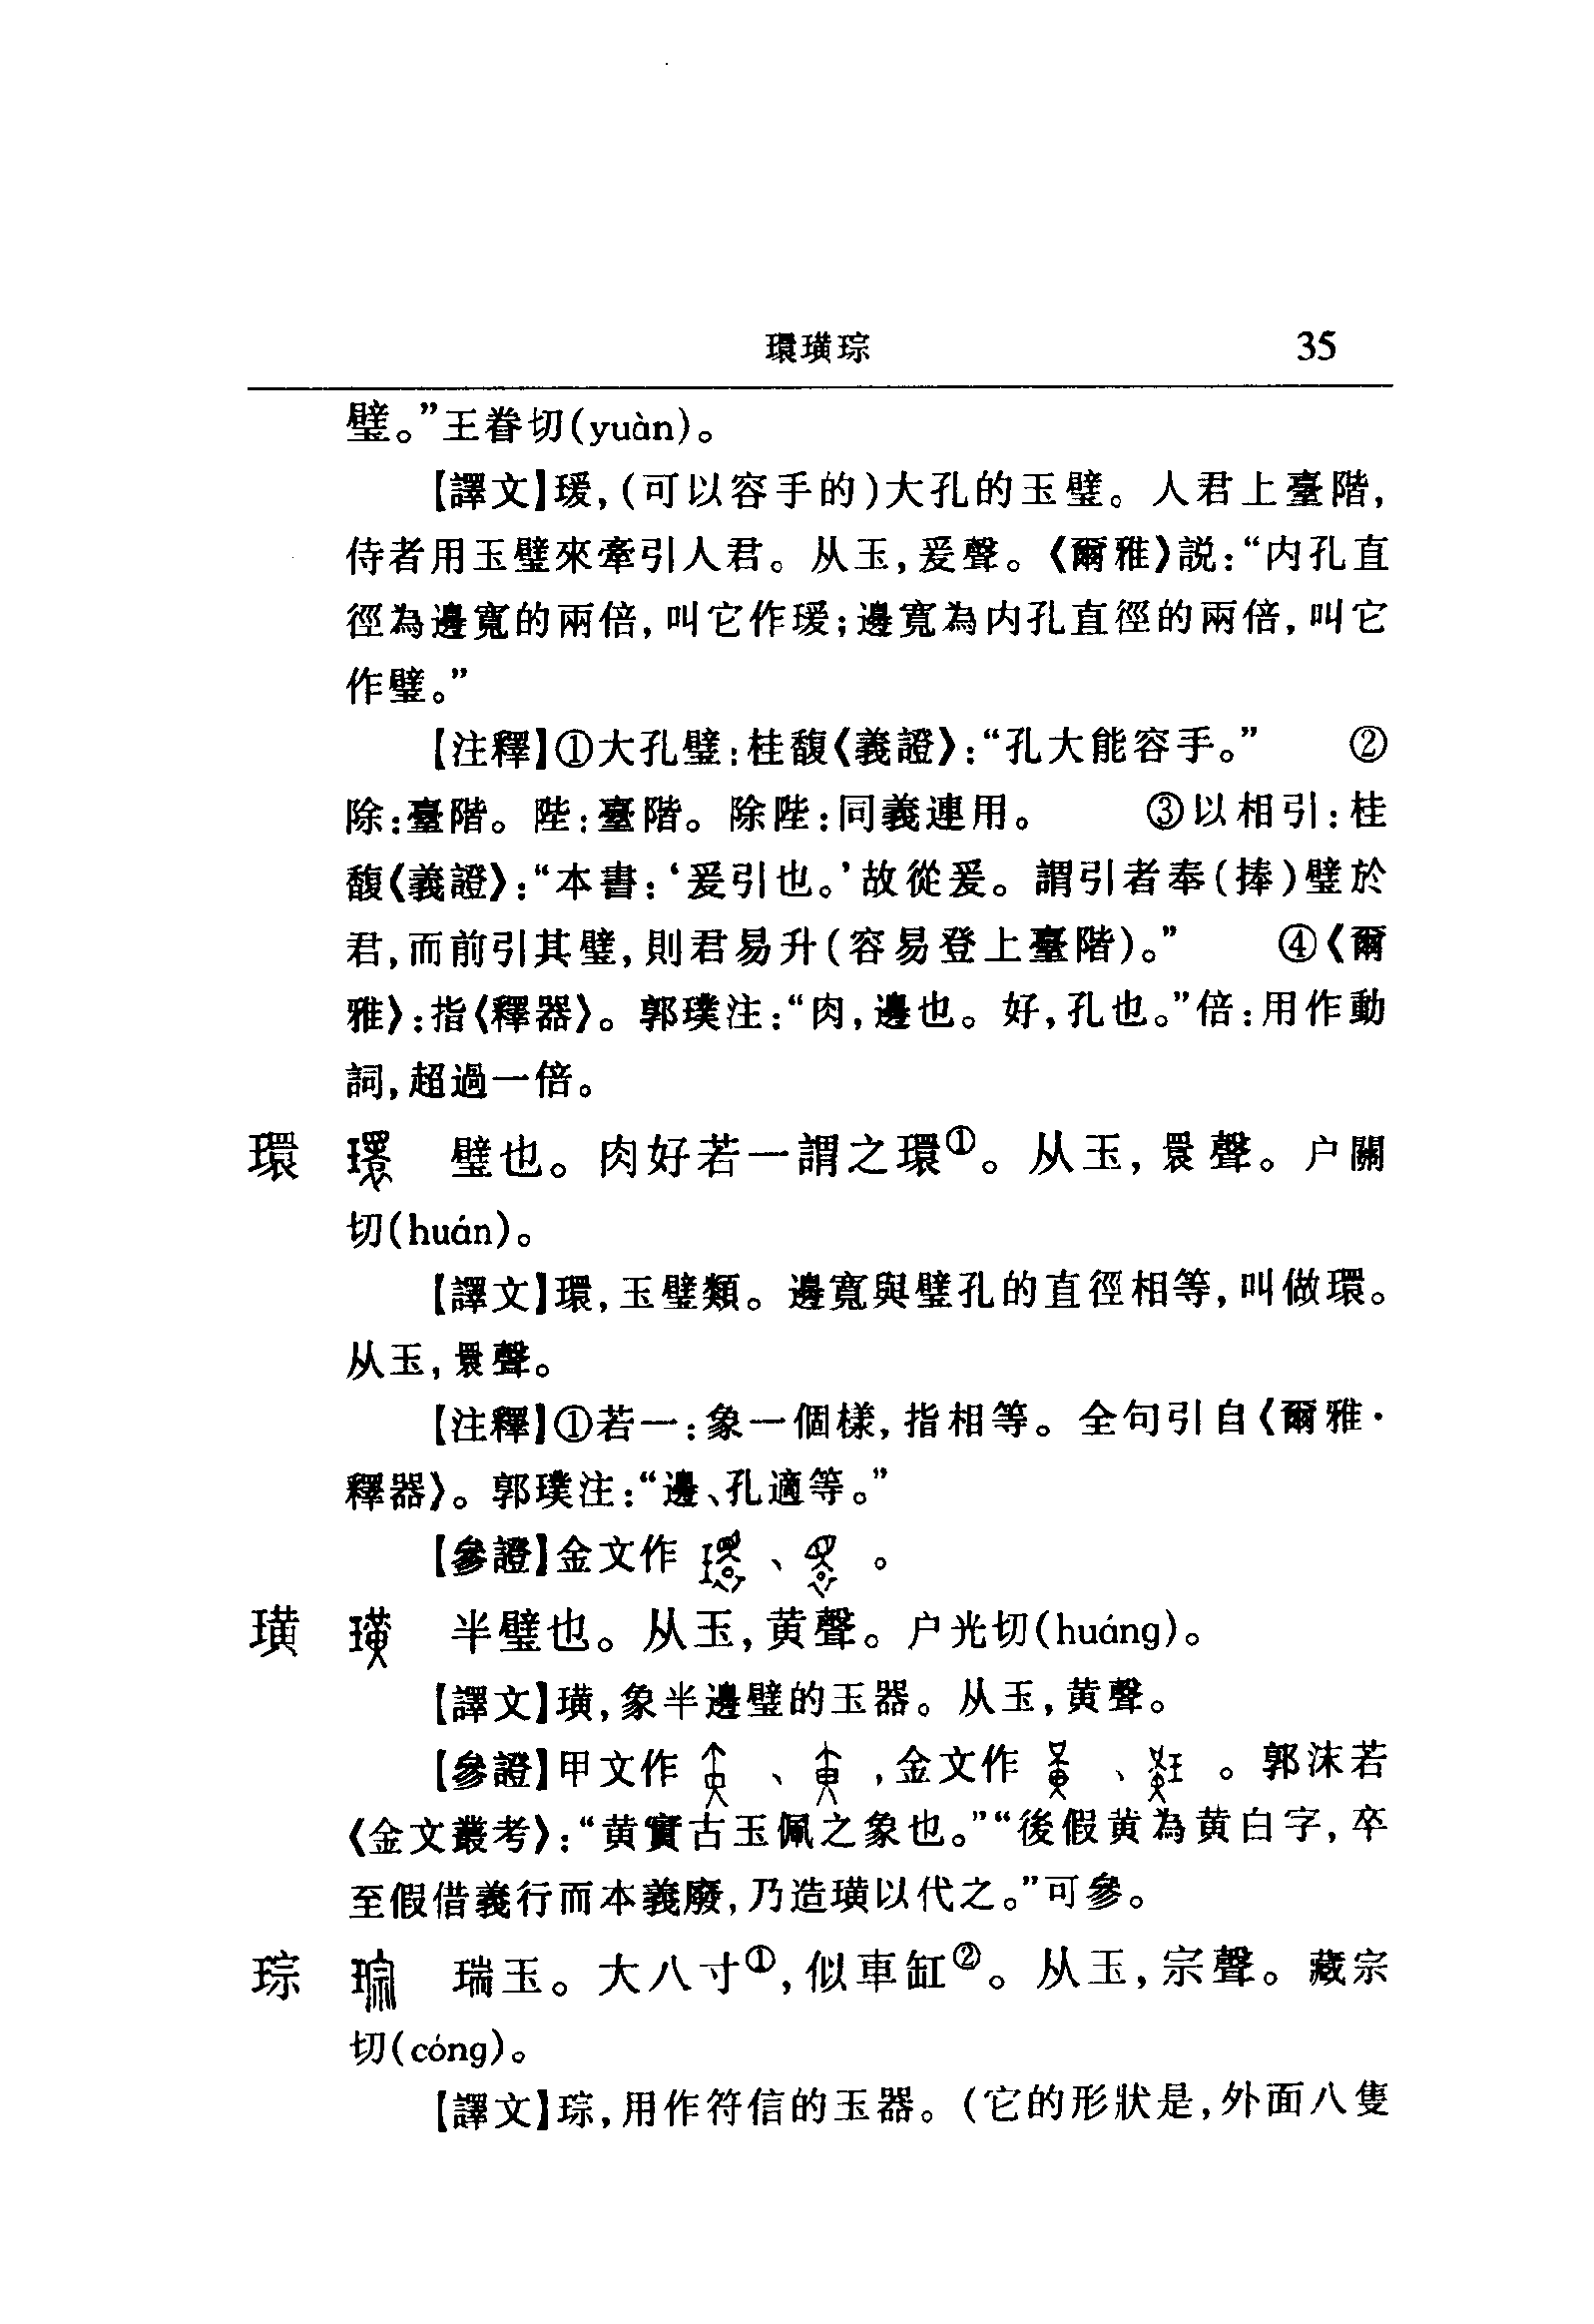 環璜琮 35
璧。”王眷切(yuàn)。
【譯文】瑗,(可以容手的)大孔的玉璧。人君上臺階,
侍者用玉璧來牽引人君。从玉,爰聲。《爾雅》説:“内孔直
徑為邊寬的兩倍,叫它作瑗;邊寬為内孔直徑的兩倍,叫它
作璧。”
【注釋】①大孔璧:桂馥《義證》:“孔大能容手。” ②
除:臺階。陛:臺階。除陛:同義連用。 ③以相引:桂
馥《義證》:“本書:‘爰引也。’故從爰。謂引者奉(捧)璧於
君,而前引其璧,則君易升(容易登上臺階)。” ④《爾
雅》:指《釋器》。郭璞注:“肉,邊也。好,孔也。”倍:用作動
詞,超過一倍。
環 環 璧也。肉好若一謂之環①。从玉,睘聲。户關
切(huán)。
【譯文】環,玉璧類。邊寬與璧孔的直徑相等,叫做環。
从玉,睘聲。
【注釋】①若一:象一個樣,指相等。全句引自《爾雅·
釋器》。郭璞注:“邊、孔適等。”
【參證】金文作 、 。
璜 璜 半璧也。从玉,黄聲。户光切(huáng)。
【譯文】璜,象半邊璧的玉器。从玉,黄聲。
【參證】甲文作 、 ,金文作 、 。郭沫若
《金文叢考》:“黄實古玉佩之象也。”“後假黄為黄白字,卒
至假借義行而本義廢,乃造璜以代之。”可參。
琮 琮 瑞玉。大八寸①,似車缸②。从玉,宗聲。藏宗
切(cóng)。
【譯文】琮,用作符信的玉器。(它的形狀是,外面八隻